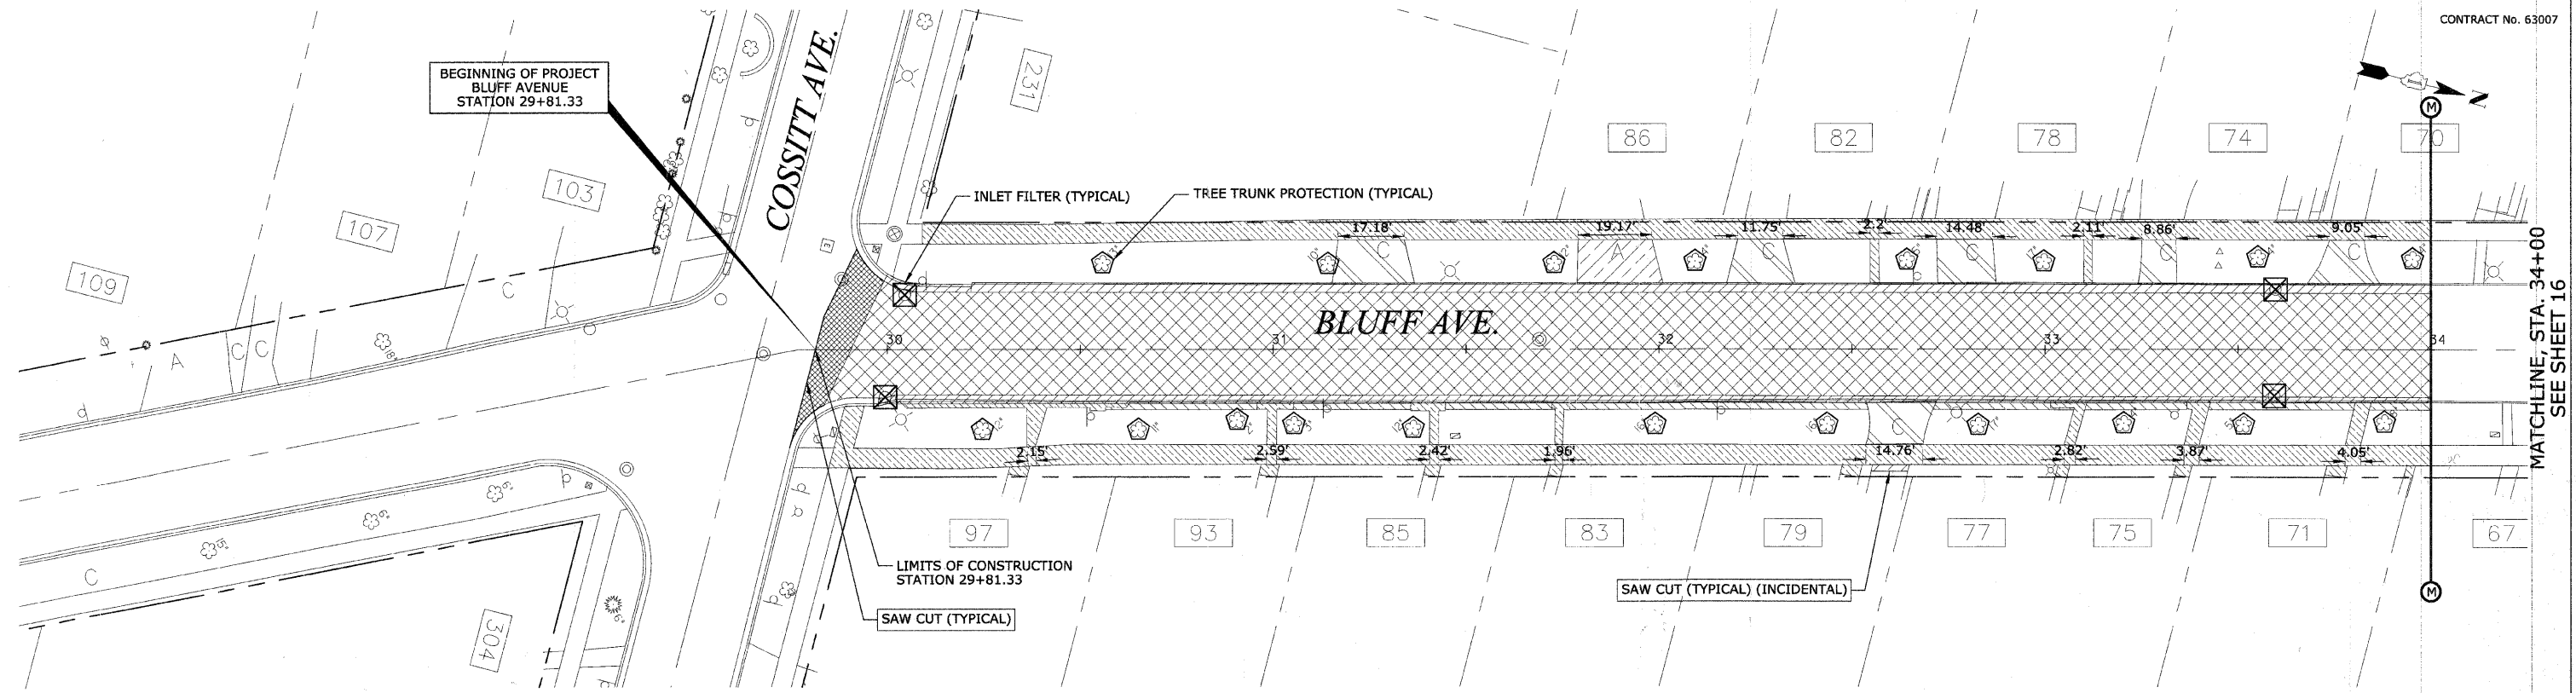 CONTRACT No. 63007
BEGINNING OF PROJECT
BLUFF AVENUE
STATION 29+81.33
COSSITT AVE.
231
N
M
86
82
78
74
70
103
107
109
INLET FILTER (TYPICAL)
TREE TRUNK PROTECTION (TYPICAL)
17.18'
19.17'
11.75'
2.2'
14.48'
2.11'
8.86'
9.05'
E
C
A
C
C
C
C
C
A
C
C
18"
BLUFF AVE.
30
31
32
33
34
MATCHLINE, STA. 34+00
SEE SHEET 16
C
2.15'
2.59'
2.42'
1.96'
14.76'
2.82'
3.87'
4.05'
6"
6"
5"
C
6"
97
93
85
83
79
77
75
71
67
LIMITS OF CONSTRUCTION
STATION 29+81.33
SAW CUT (TYPICAL) (INCIDENTAL)
M
SAW CUT (TYPICAL)
304